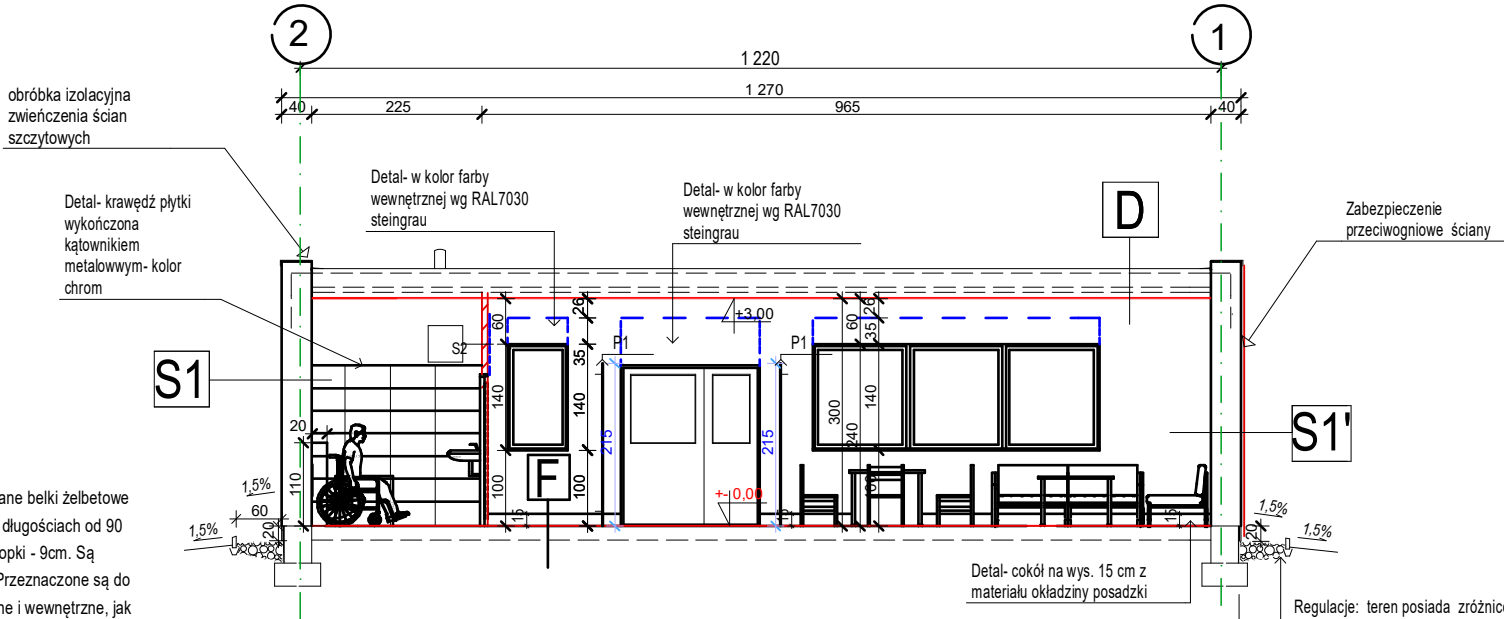 2
1
1 220
1 270
40
225
965
40
obróbka izolacyjna
zwieńczenia ścian
szczytowych
Detal- krawędź płytki
wykończona
kątownikiem
metalowwym- kolor
chrom
Detal- w kolor farby
wewnętrznej wg RAL7030
steingrau
Detal- w kolor farby
wewnętrznej wg RAL7030
steingrau
D
Zabezpieczenie
przeciwogniowe ściany
S1
S2
P1
P1
+3,00
60
26
35
26
60
35
140
140
140
300
240
215
215
S1'
20
110
100
100
F
+- 0,00
15
15
15
1,5%
60
1,5%
20
1,5%
20
1,5%
ane belki żelbetowe
długościach od 90
opki - 9cm. Są
Przeznaczone są do
ne i wewnętrzne, jak
Detal- cokół na wys. 15 cm z
materiału okładziny posadzki
Regulacje: teren posiada zróżnico